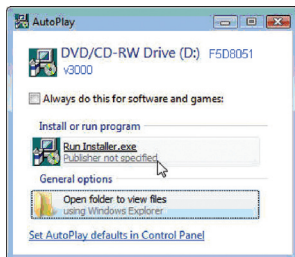 AutoPlay
DVD/CD-RW Drive (D:) F5D8051
v3000
Always do this for software and games:
Install or run program
Run Installer.exe
Publisher not specified
General options
Open folder to view files
using Windows Explorer
Set AutoPlay defaults in Control Panel